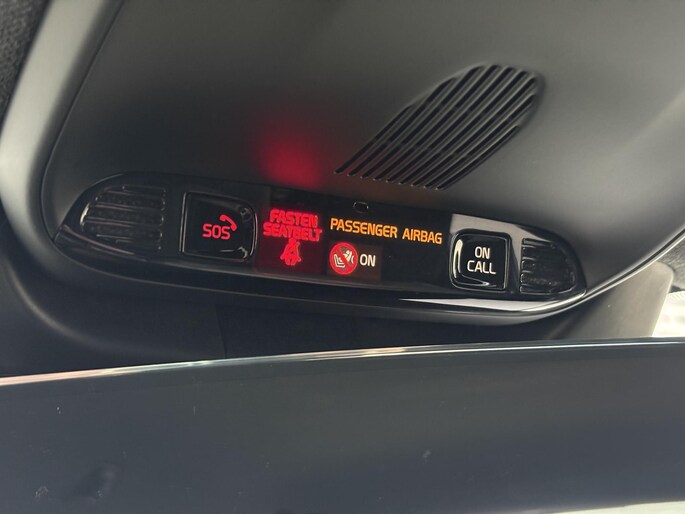 SOS
FASTEN
SEATBELT
PASSENGER AIRBAG
ON
ON
CALL